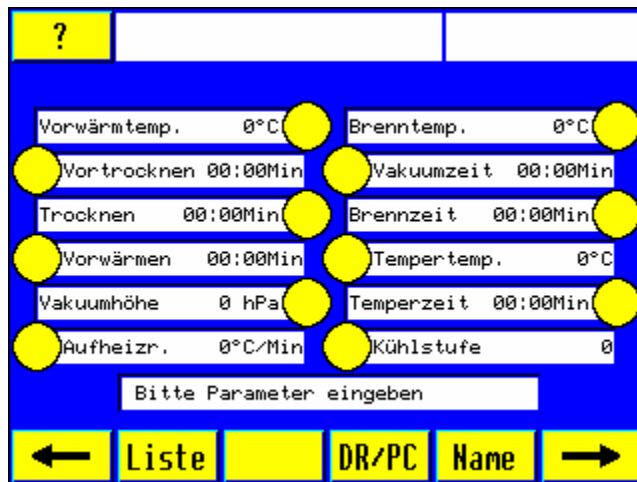 ?
Vorwärmtemp. 0°C
Vortrocknen 00:00Min
Trocknen 00:00Min
Vorwärmen 00:00Min
Vakuumhöhe 0 hPa
Aufheizr. 0°C/Min
Brenntemp. 0°C
Vakuumzeit 00:00Min
Brennzeit 00:00Min
Tempertemp. 0°C
Temperzeit 00:00Min
Kühlstufe 0
Bitte Parameter eingeben
Liste DR/PC Name